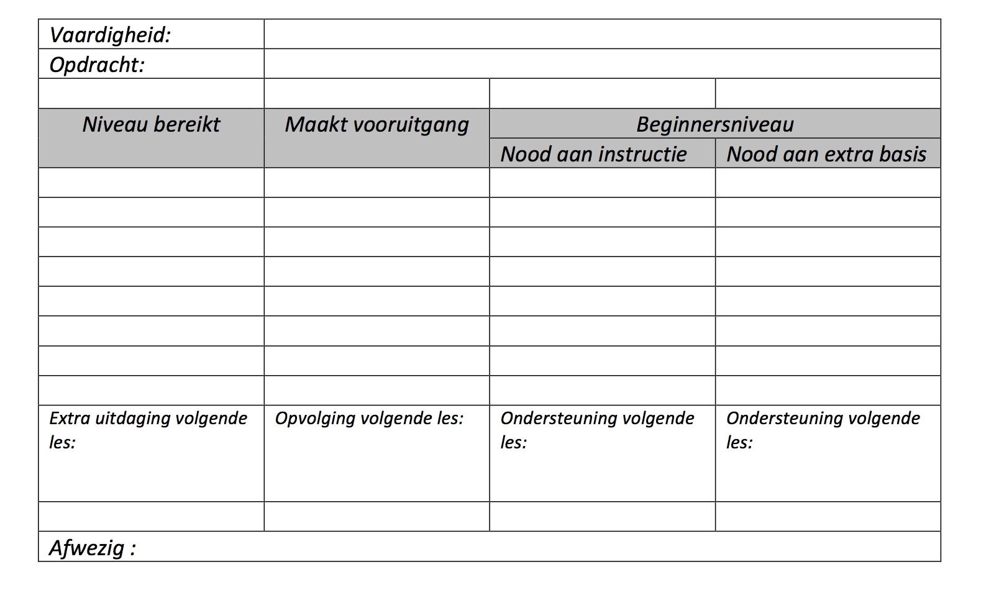 Vaardigheid:
Opdracht:
Niveau bereikt
Maakt vooruitgang
Beginnersniveau
Nood aan instructie
Nood aan extra basis
Extra uitdaging volgende
les:
Opvolging volgende les:
Ondersteuning volgende
les:
Ondersteuning volgende
les:
Afwezig :